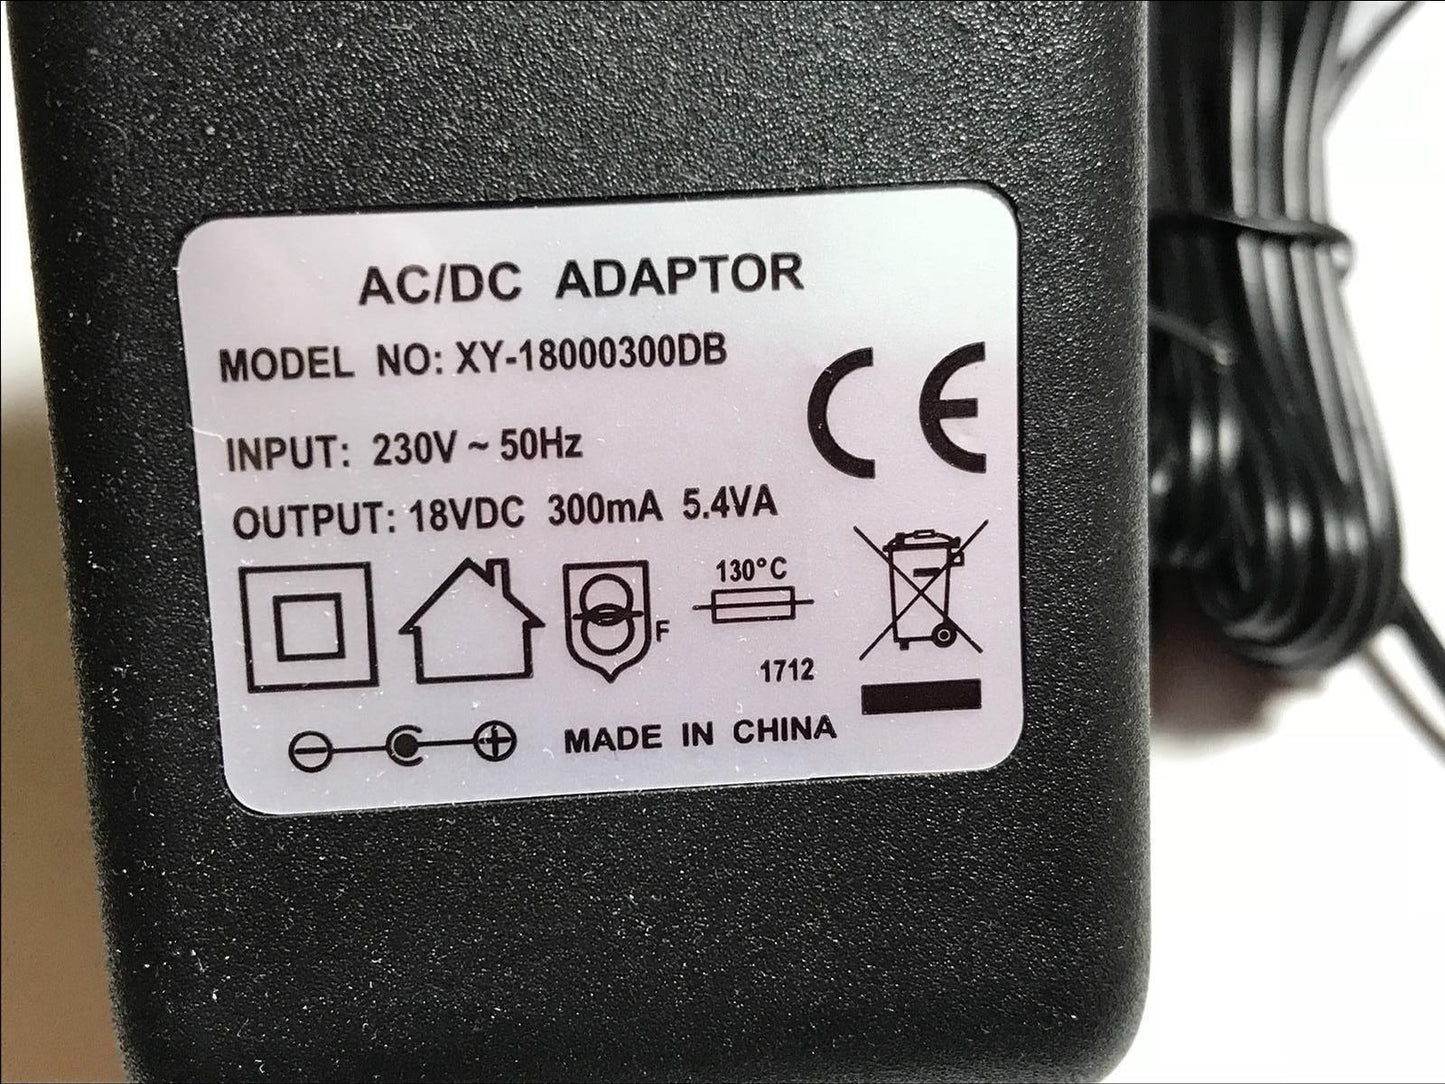 AC/DC ADAPTOR
MODEL NO: XY-18000300DB
INPUT: 230V ~ 50Hz
OUTPUT: 18VDC 300mA 5.4VA
CE
130°C
F
1712
MADE IN CHINA